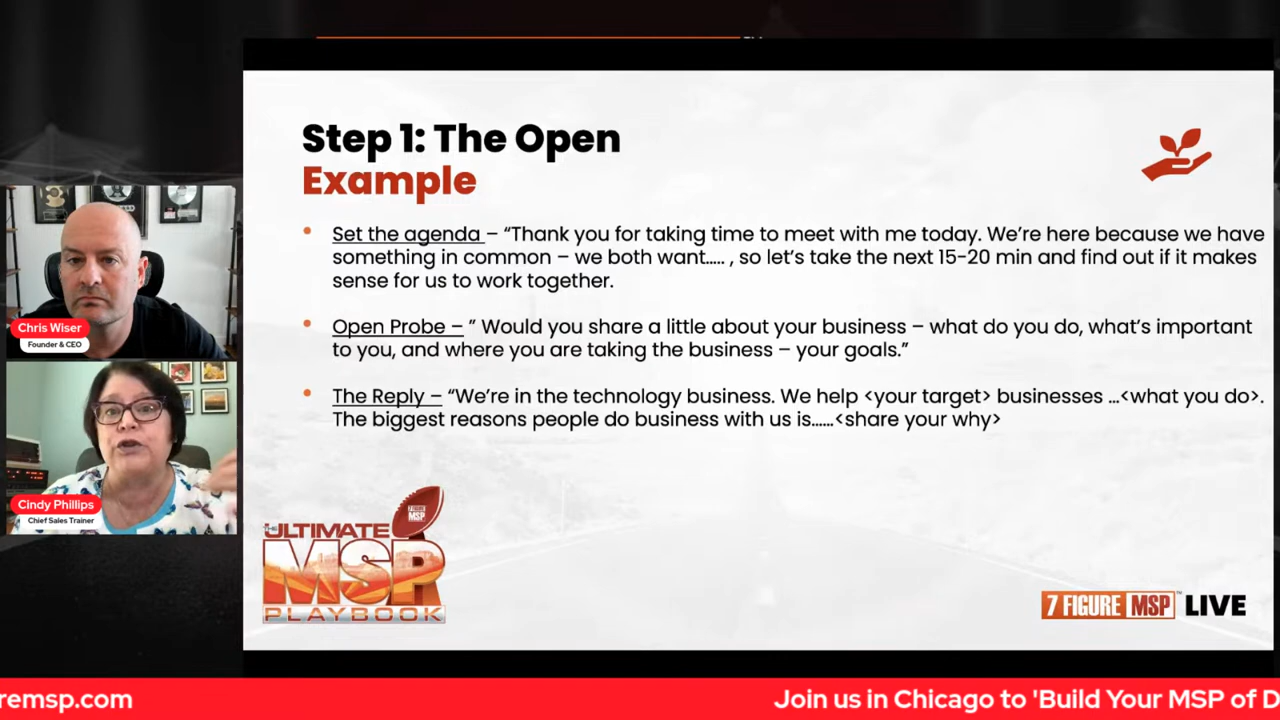 Step 1: The Open
Example
Set the agenda – “Thank you for taking time to meet with me today. We’re here because we have
something in common – we both want..... , so let’s take the next 15-20 min and find out if it makes
sense for us to work together.
Open Probe – ” Would you share a little about your business – what do you do, what’s important
to you, and where you are taking the business – your goals.”
The Reply – “We’re in the technology business. We help <your target> businesses ...<what you do>.
The biggest reasons people do business with us is......<share your why>
Chris Wiser
Founder & CEO
Cindy Phillips
Chief Sales Trainer
THE
ULTIMATE
MSP
PLAYBOOK
7 FIGURE
MSP
7 FIGURE MSP™ LIVE
remsp.com
Join us in Chicago to 'Build Your MSP of D